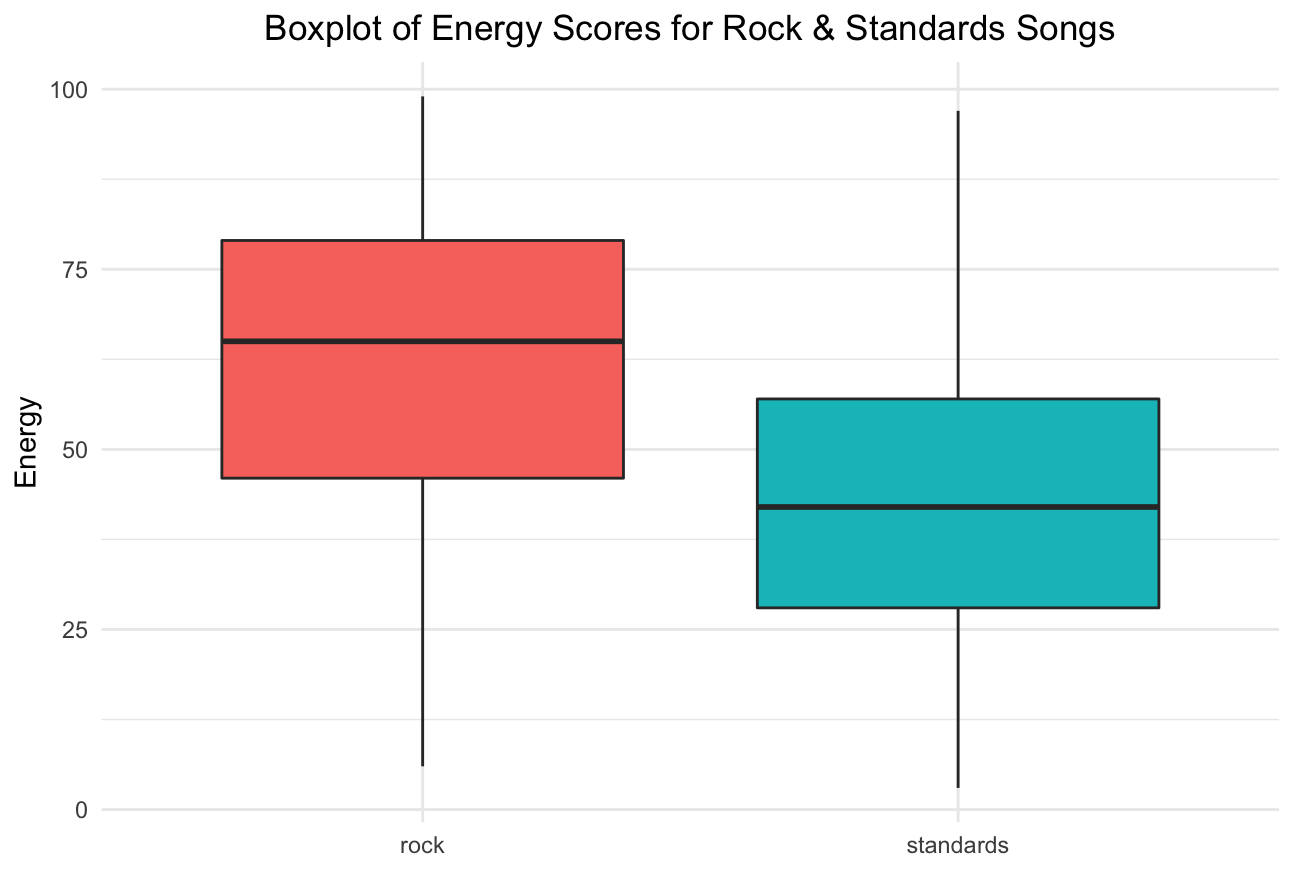 Boxplot of Energy Scores for Rock & Standards Songs
Energy
100
75
50
25
0
rock
standards